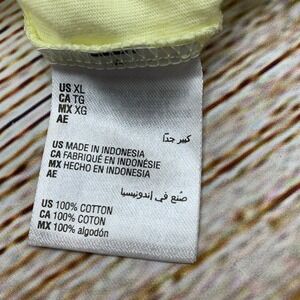 US XL
CA TG
MX XG
AE
كبير جدًا
US MADE IN INDONESIA
CA FABRIQUÉ EN INDONÉSIE
MX HECHO EN INDONESIA
AE
صُنع في إندونيسيا
US 100% COTTON
CA 100% COTON
MX 100% algodón